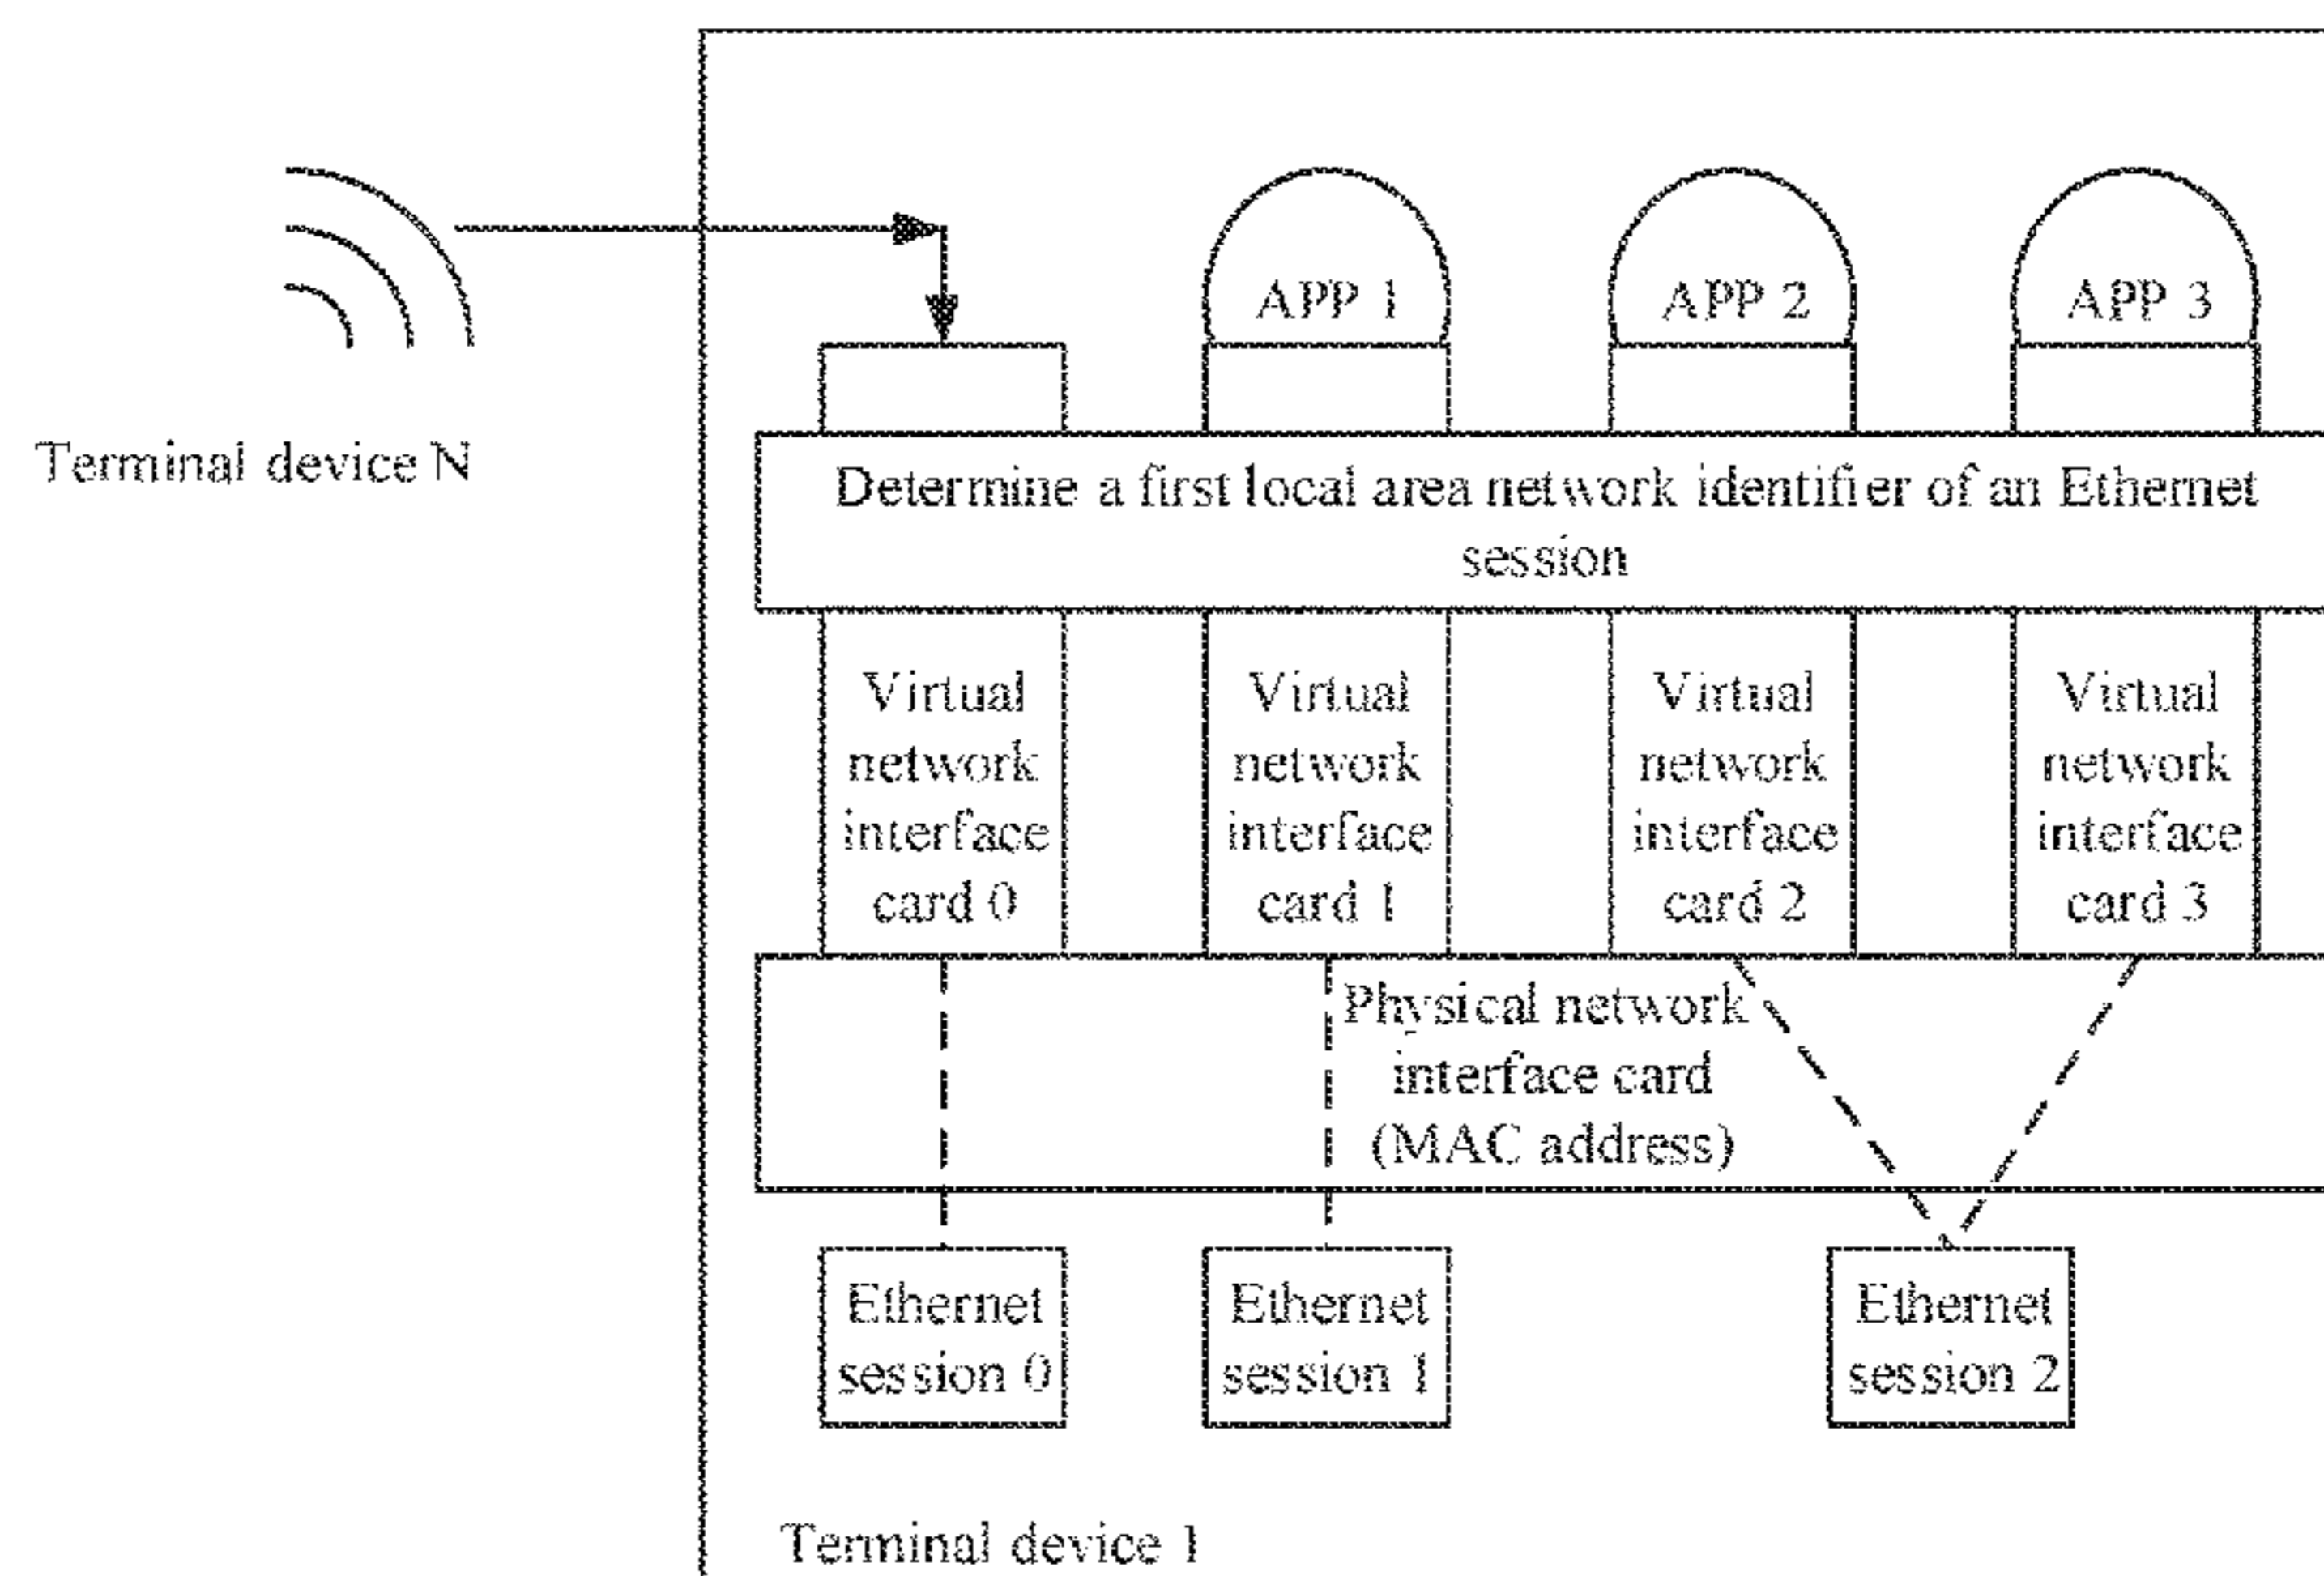 APP 1
APP 2
APP 3
Terminal device N
Determine a first local area network identifier of an Ethernet
session
Virtual
network
interface
card 0
Virtual
network
interface
card 1
Virtual
network
interface
card 2
Virtual
network
interface
card 3
Physical network
interface card
(MAC address)
Ethernet
session 0
Ethernet
session 1
Ethernet
session 2
Terminal device 1